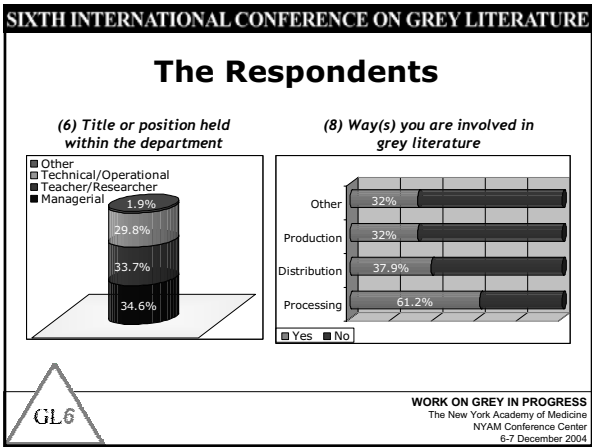 SIXTH INTERNATIONAL CONFERENCE ON GREY LITERATURE
The Respondents
(6) Title or position held
within the department
Other
Technical/Operational
Teacher/Researcher
Managerial
1.9%
29.8%
33.7%
34.6%
(8) Way(s) you are involved in
grey literature
Other 32%
Production 32%
Distribution 37.9%
Processing 61.2%
Yes No
GL6
WORK ON GREY IN PROGRESS
The New York Academy of Medicine
NYAM Conference Center
6-7 December 2004